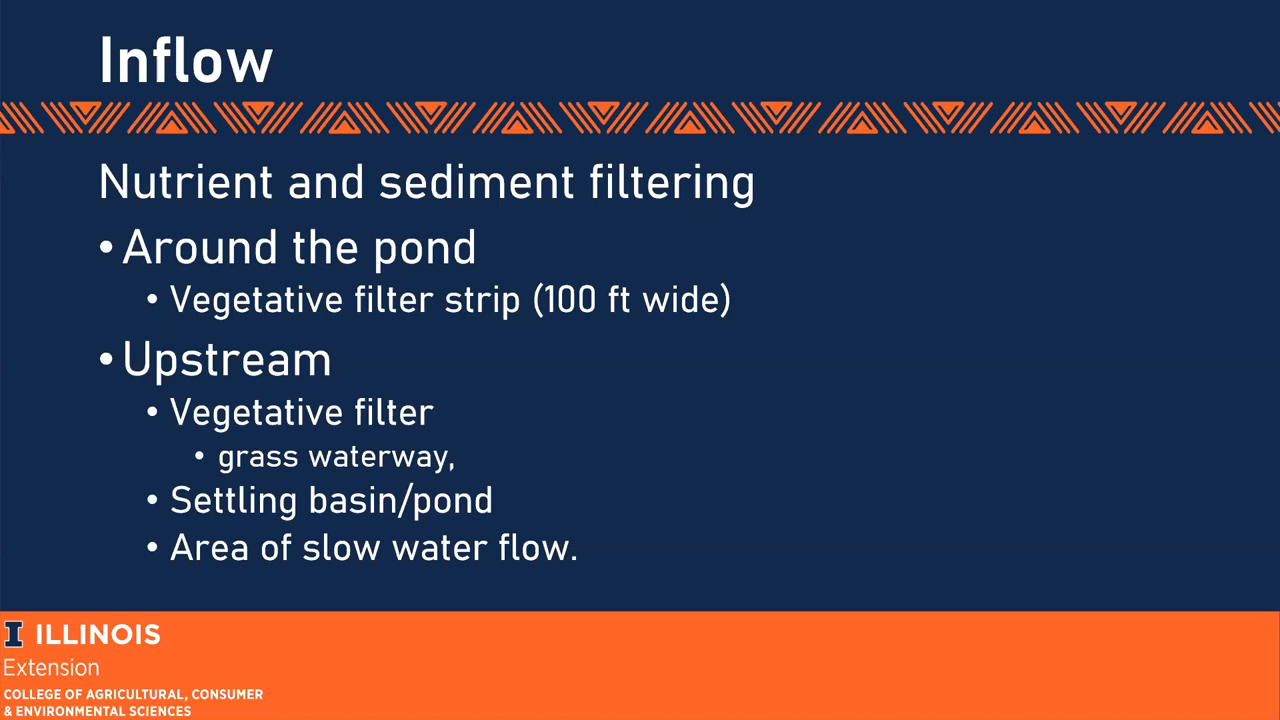 Inflow
Nutrient and sediment filtering
• Around the pond
• Vegetative filter strip (100 ft wide)
• Upstream
• Vegetative filter
• grass waterway,
• Settling basin/pond
• Area of slow water flow.
I ILLINOIS
Extension
COLLEGE OF AGRICULTURAL, CONSUMER
& ENVIRONMENTAL SCIENCES